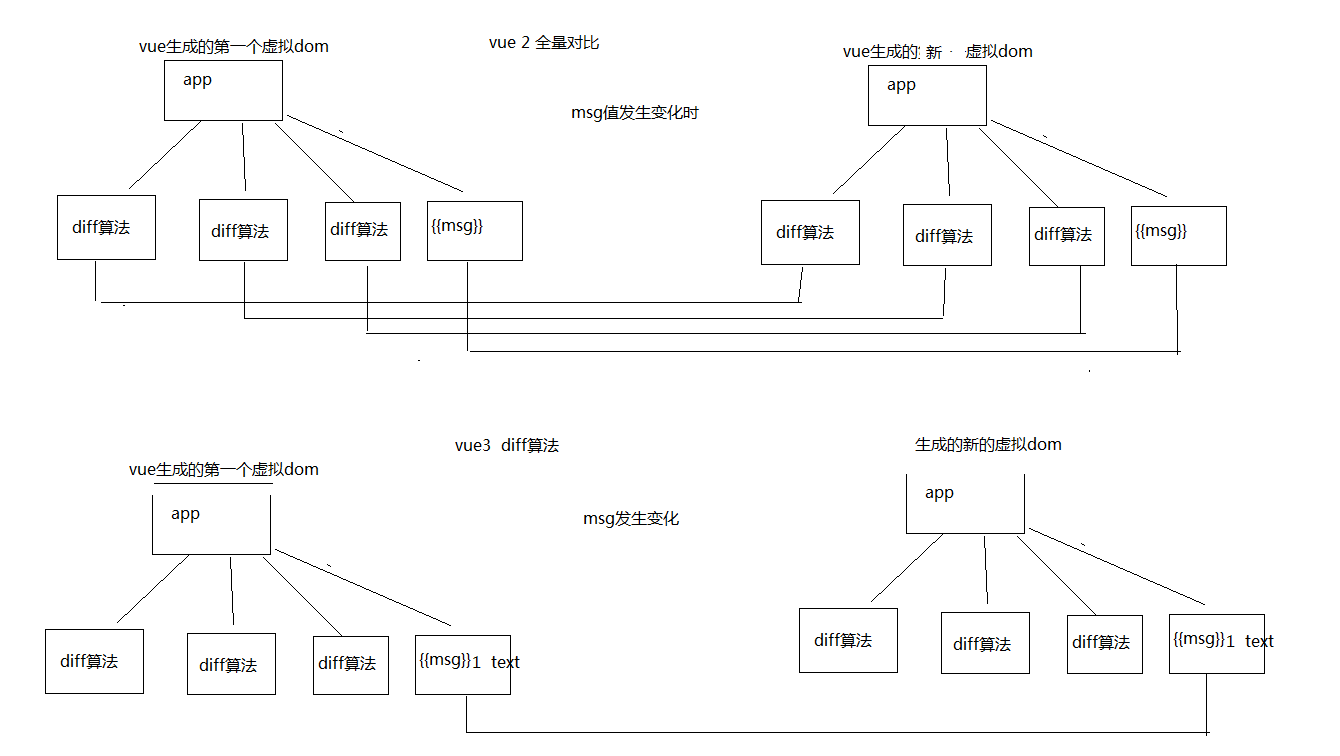 vue生成的第一个虚拟dom
vue 2 全量对比
vue生成的 新 虚拟dom
app
app
msg值发生变化时
diff算法
diff算法
diff算法
{{msg}}
diff算法
diff算法
diff算法
{{msg}}
vue3 diff算法
生成的新的虚拟dom
vue生成的第一个虚拟dom
app
app
msg发生变化
diff算法
diff算法
diff算法
{{msg}}1 text
diff算法
diff算法
diff算法
{{msg}}1 text